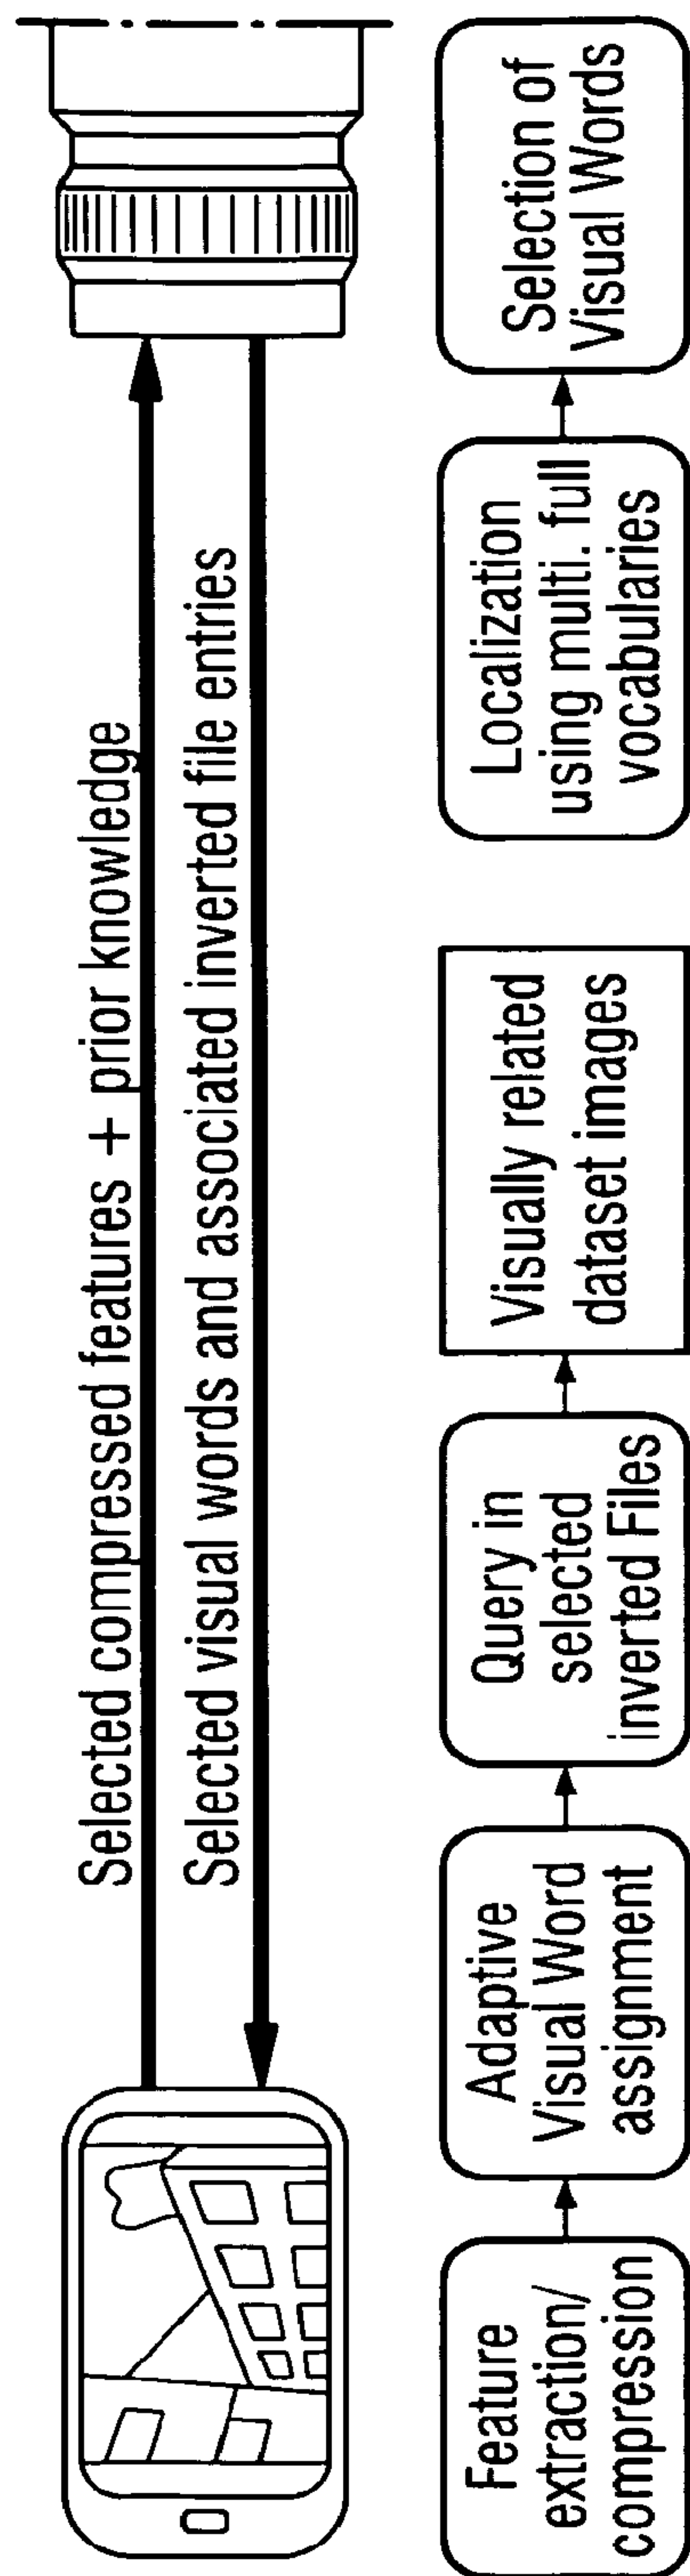 Selected compressed features + prior knowledge
Selected visual words and associated inverted file entries
Feature
extraction/
compression
Adaptive
Visual Word
assignment
Query in
selected
inverted Files
Visually related
dataset images
Localization
using multi. full
vocabularies
Selection of
Visual Words